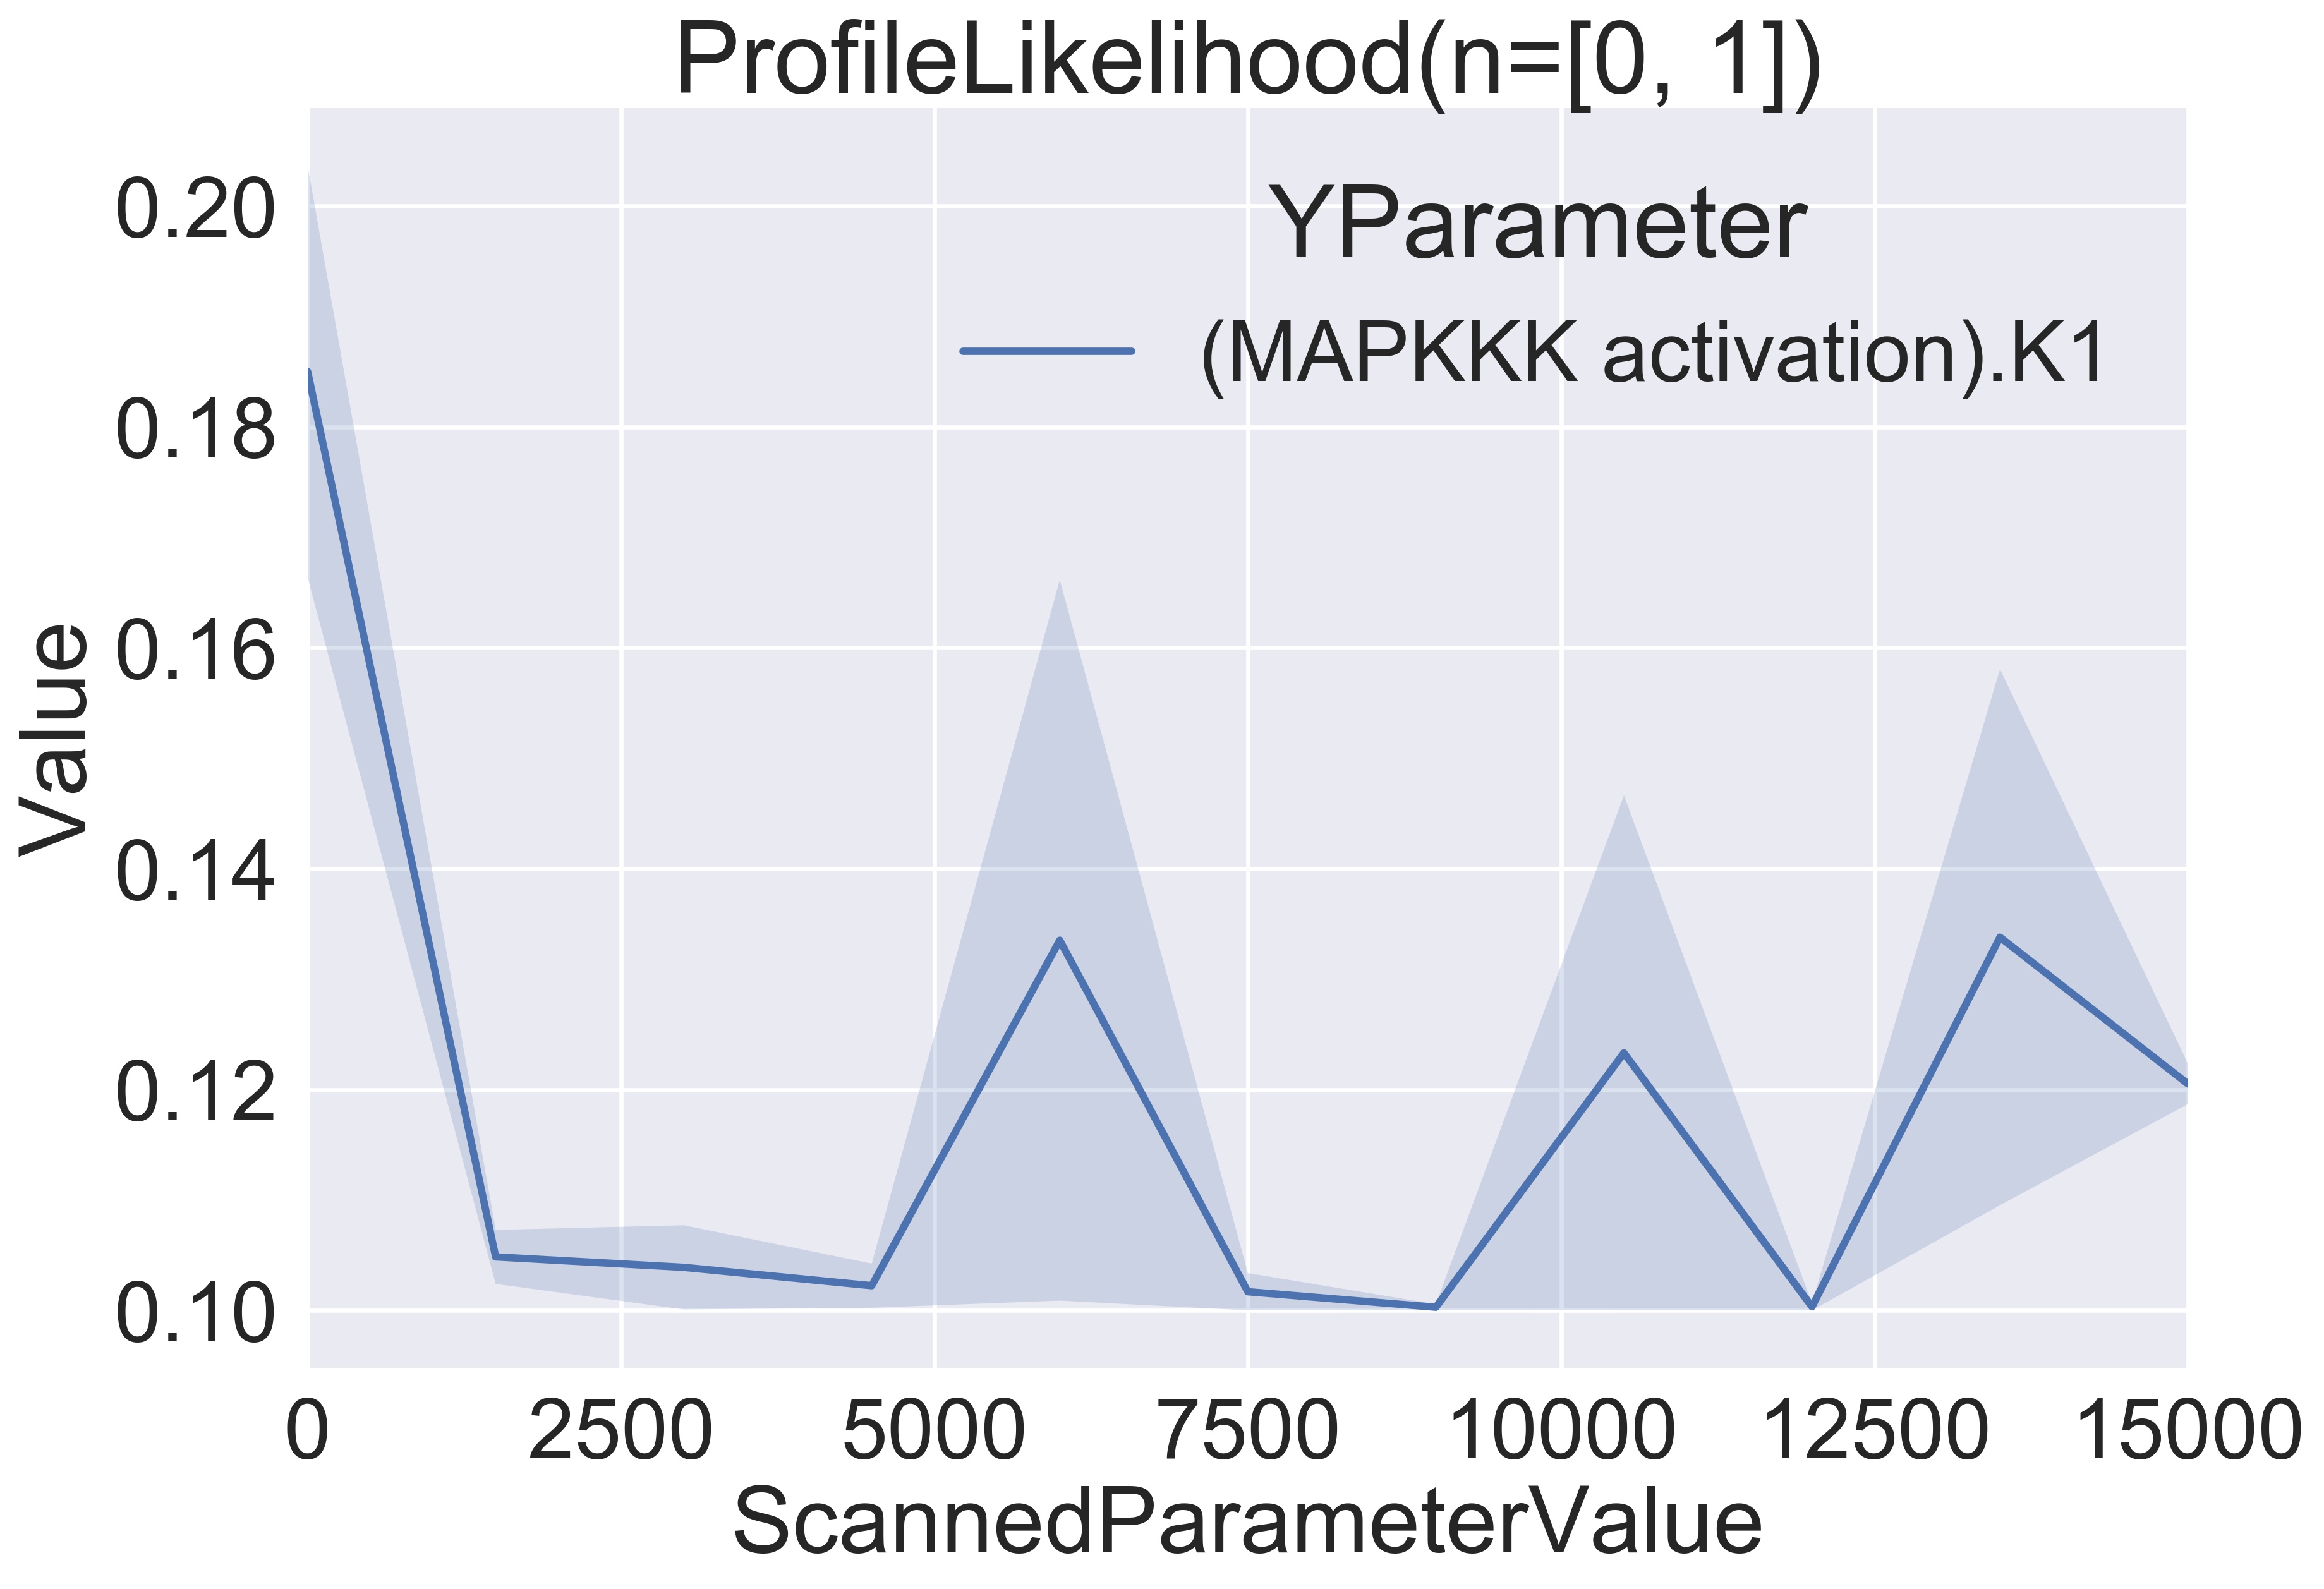 ProfileLikelihood(n=[0, 1])
YParameter
(MAPKKK activation).K1
Value
0.20
0.18
0.16
0.14
0.12
0.10
0 2500 5000 7500 10000 12500 15000
ScannedParameterValue